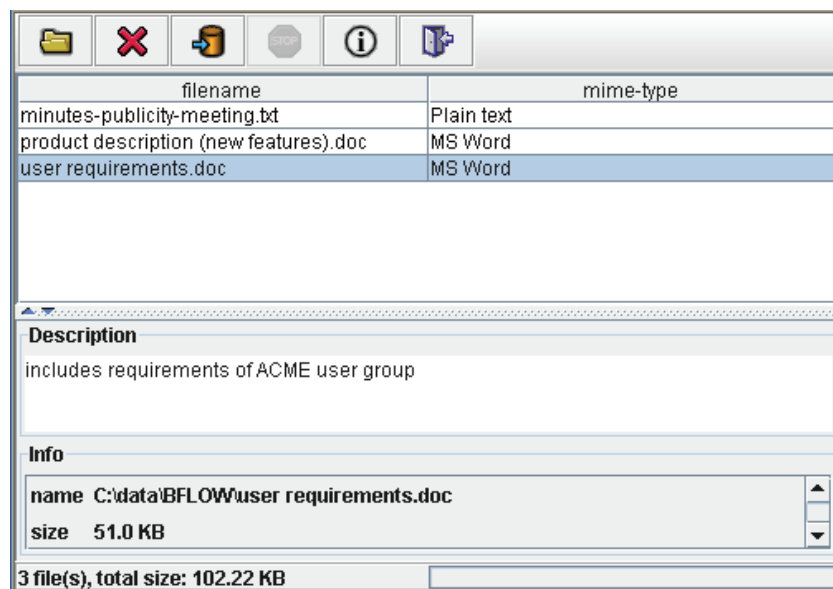 STOP
filename mime-type
minutes-publicity-meeting.txt Plain text
product description (new features).doc MS Word
user requirements.doc MS Word
Description
includes requirements of ACME user group
Info
name C:\data\BFLOW\user requirements.doc
size 51.0 KB
3 file(s), total size: 102.22 KB